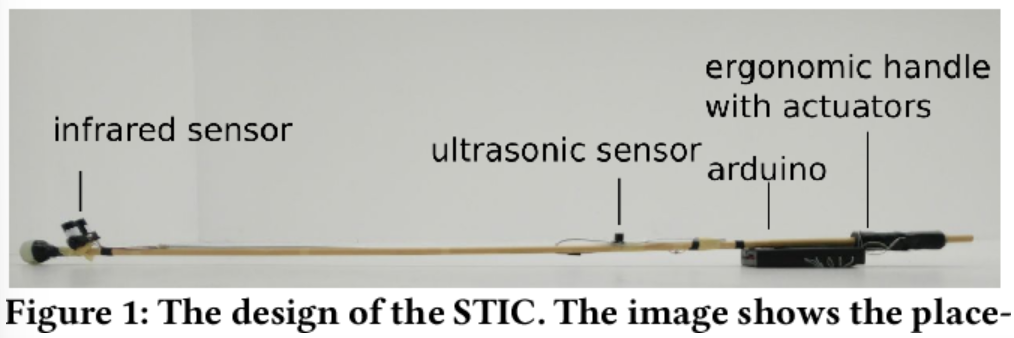 ergonomic handle
with actuators
infrared sensor
ultrasonic sensor
arduino
Figure 1: The design of the STIC. The image shows the place-